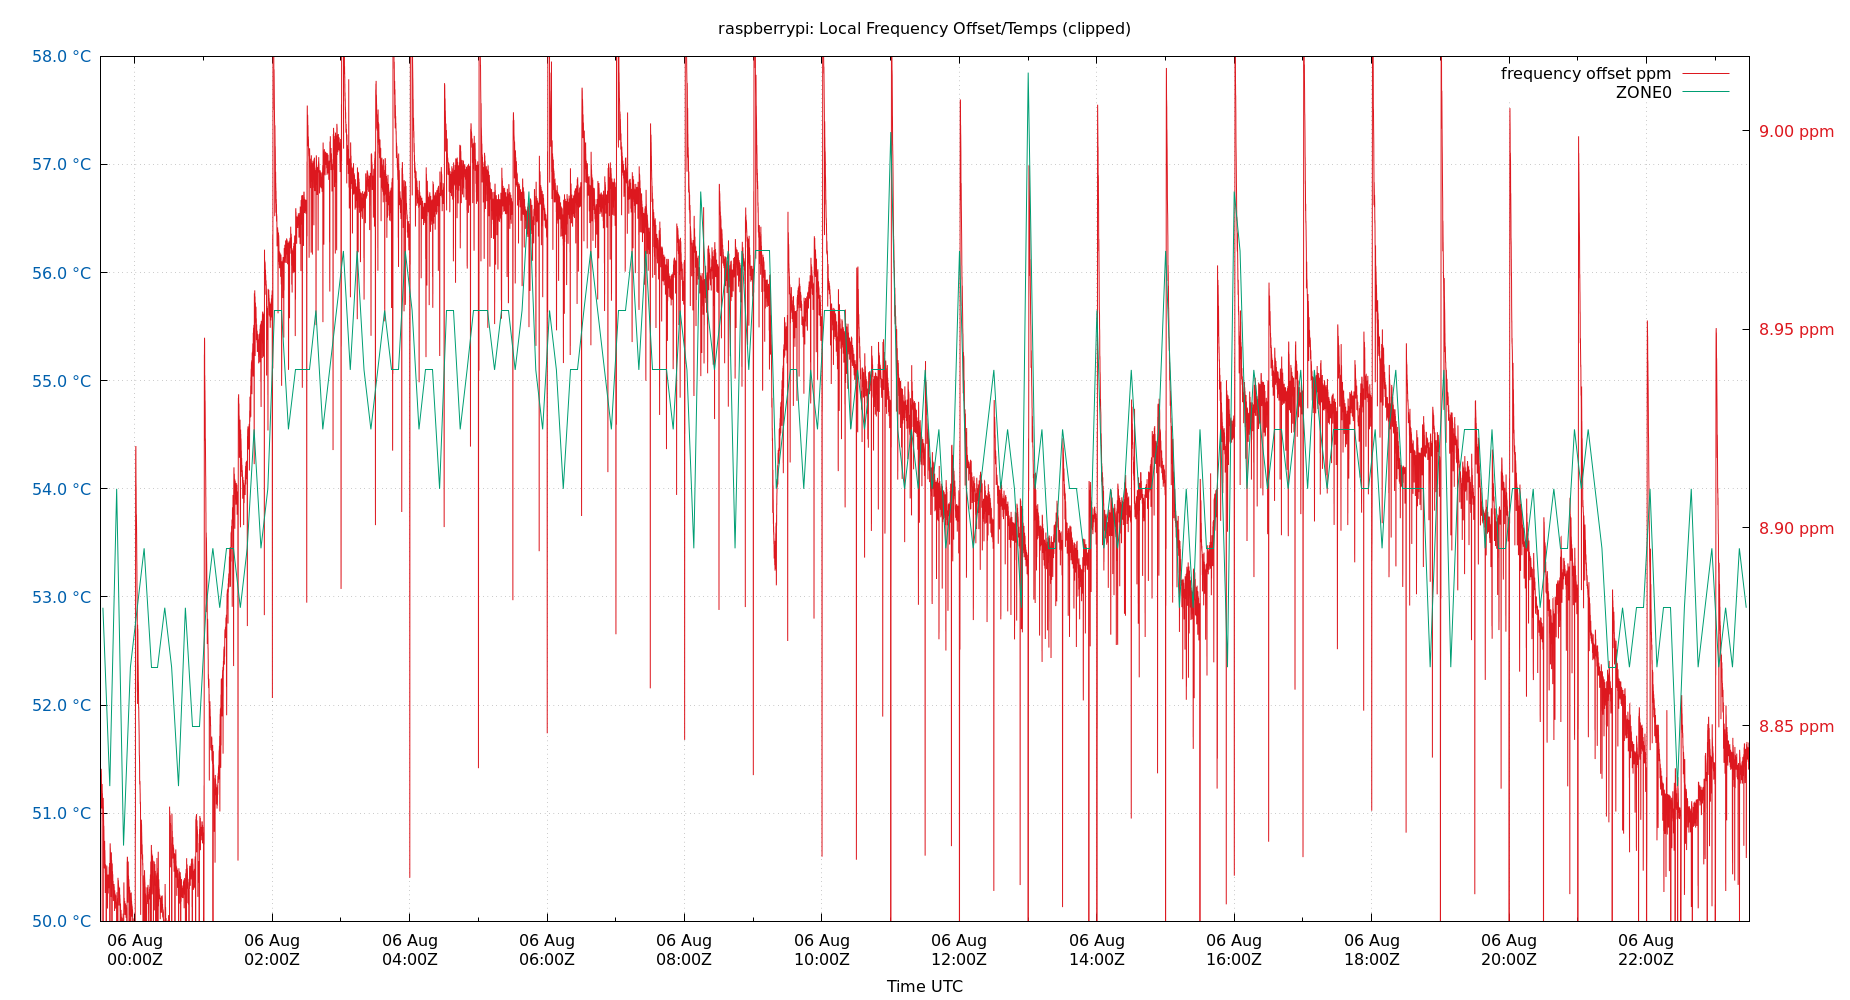 raspberrypi: Local Frequency Offset/Temps (clipped)
frequency offset ppm
ZONE0
58.0 °C
57.0 °C
56.0 °C
55.0 °C
54.0 °C
53.0 °C
52.0 °C
51.0 °C
50.0 °C
9.00 ppm
8.95 ppm
8.90 ppm
8.85 ppm
06 Aug 06 Aug 06 Aug 06 Aug 06 Aug 06 Aug 06 Aug 06 Aug 06 Aug 06 Aug 06 Aug 06 Aug
00:00Z 02:00Z 04:00Z 06:00Z 08:00Z 10:00Z 12:00Z 14:00Z 16:00Z 18:00Z 20:00Z 22:00Z
Time UTC